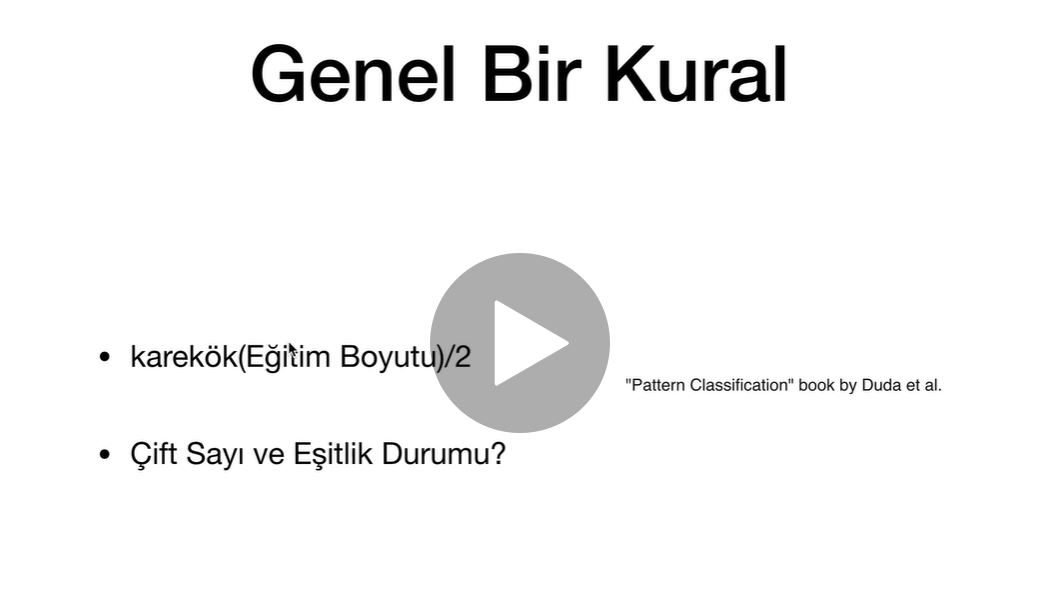 Genel Bir Kural
karekök(Eğitim Boyutu)/2
"Pattern Classification" book by Duda et al.
Çift Sayı ve Eşitlik Durumu?